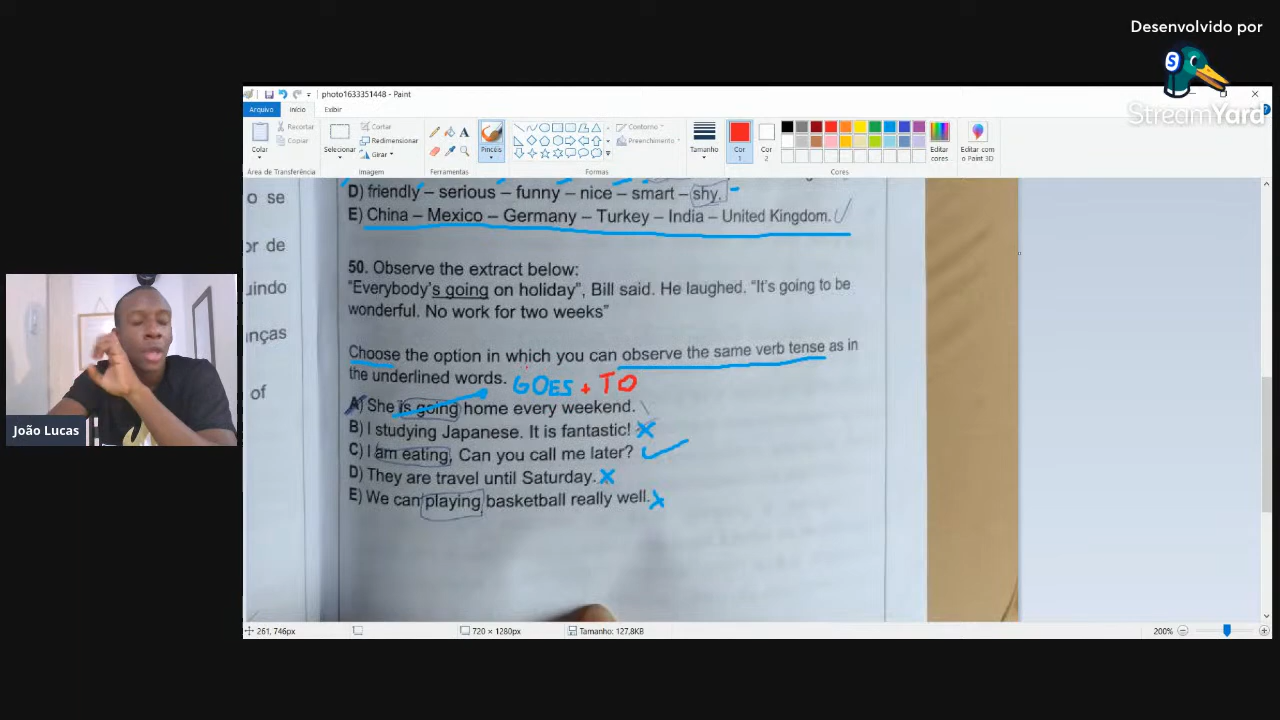 Desenvolvido por
S
StreamYard
photo1633351448 - Paint
Arquivo
Início
Exibir
Colar
Recortar
Copiar
Área de Transferência
Selecionar
Cortar
Redimensionar
Girar
Imagem
A
Ferramentas
Pincéis
Contorno
Preenchimento
Formas
Tamanho
Cor
1
Cor
2
Editar
cores
Editar com
o Paint 3D
Cores
o se
or de
uindo
nças
of
D) friendly – serious – funny – nice – smart – shy.
E) China – Mexico – Germany – Turkey – India – United Kingdom.
50. Observe the extract below:
"Everybody's going on holiday", Bill said. He laughed. "It's going to be
wonderful. No work for two weeks"
Choose the option in which you can observe the same verb tense as in
the underlined words.
GOES + TO
A) She is going home every weekend.
B) I studying Japanese. It is fantastic!
C) I am eating, Can you call me later?
D) They are travel until Saturday.
E) We can playing basketball really well.
João Lucas
261, 746px
720 × 1280px
Tamanho: 127,8KB
200%